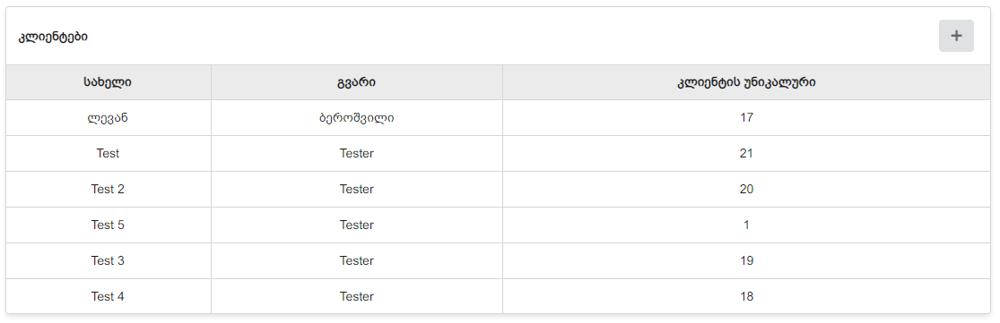 კლიენტები
+
სახელი გვარი კლიენტის უნიკალური
ლევან ბეროშვილი 17
Test Tester 21
Test 2 Tester 20
Test 5 Tester 1
Test 3 Tester 19
Test 4 Tester 18